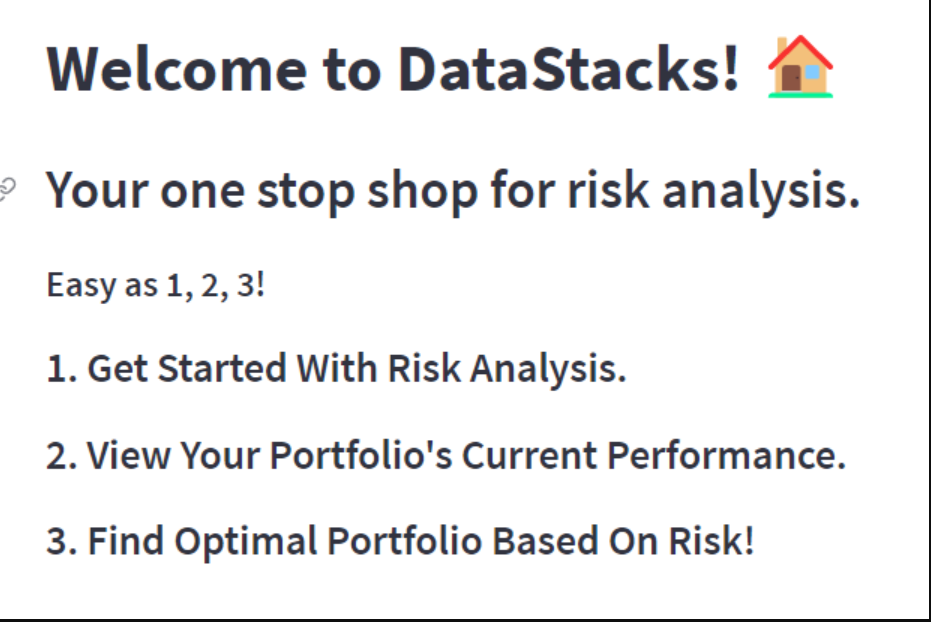 Welcome to DataStacks! 🏠
Your one stop shop for risk analysis.
Easy as 1, 2, 3!
1. Get Started With Risk Analysis.
2. View Your Portfolio's Current Performance.
3. Find Optimal Portfolio Based On Risk!